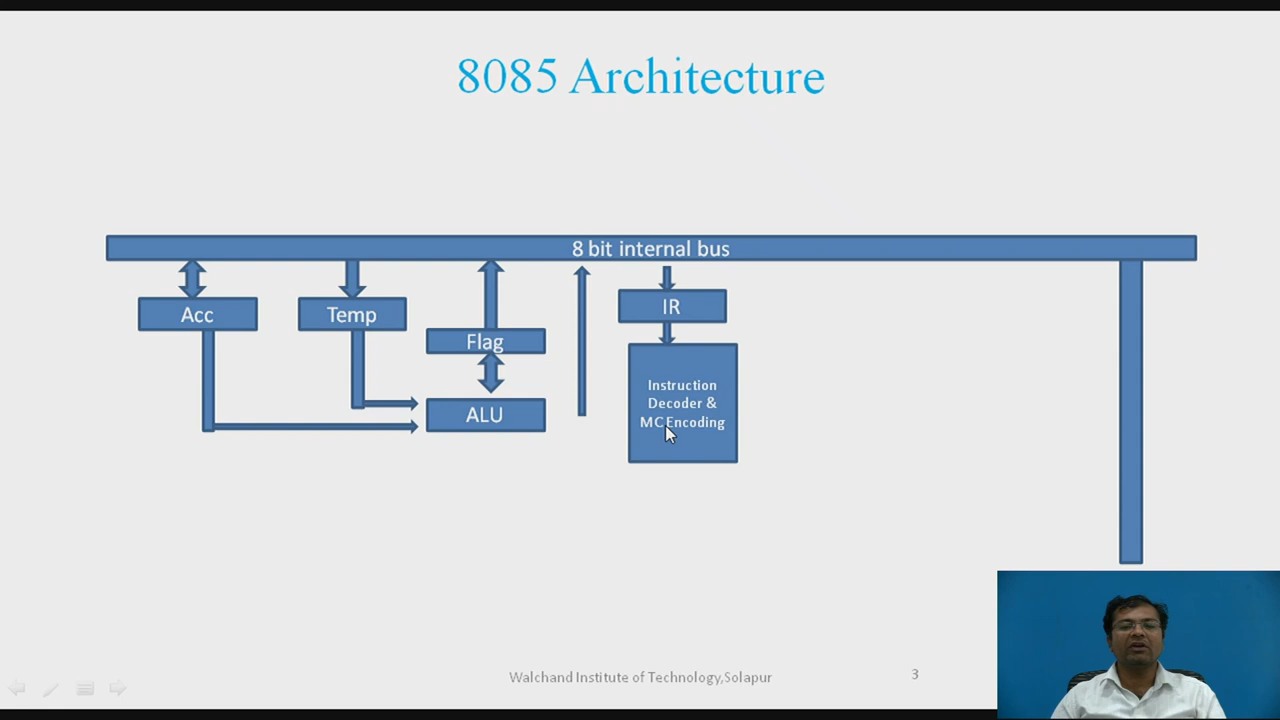 8085 Architecture
8 bit internal bus
Acc
Temp
IR
Flag
Instruction
Decoder &
MC Encoding
ALU
Walchand Institute of Technology,Solapur
3